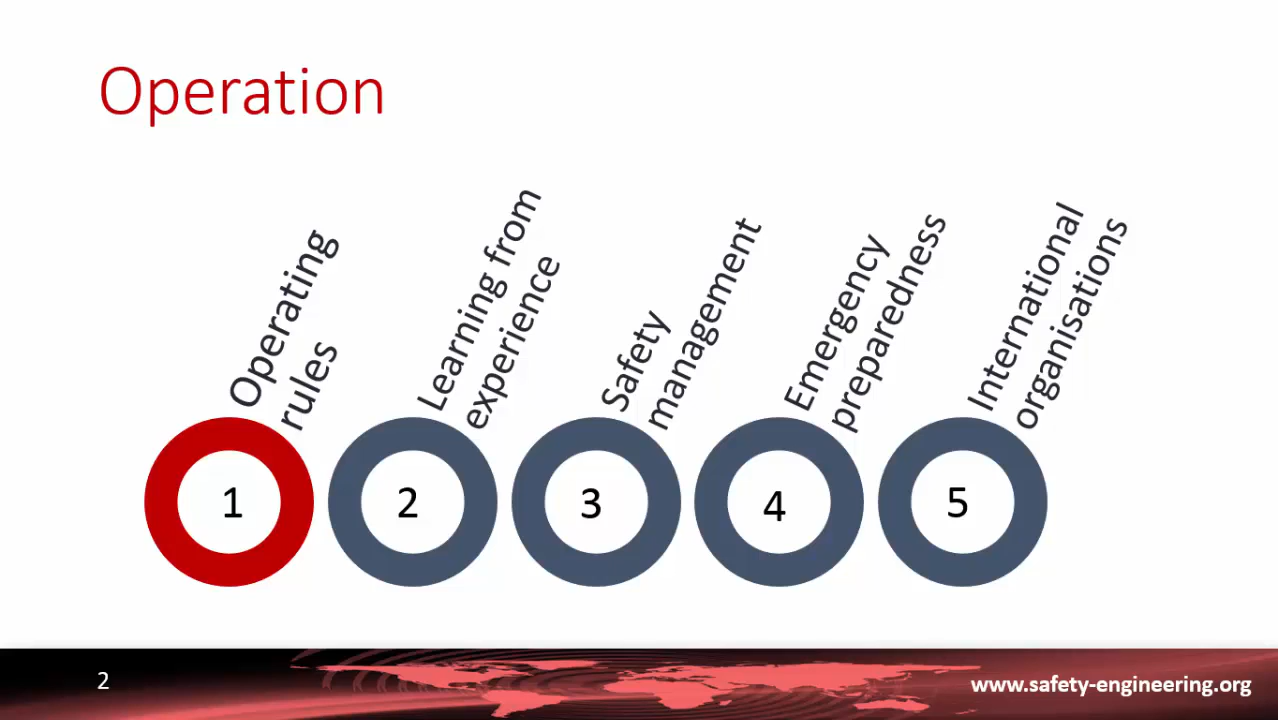 Operation
Operating
rules
Learning from
experience
Safety
management
Emergency
preparedness
International
organisations
1
2
3
4
5
2
www.safety-engineering.org